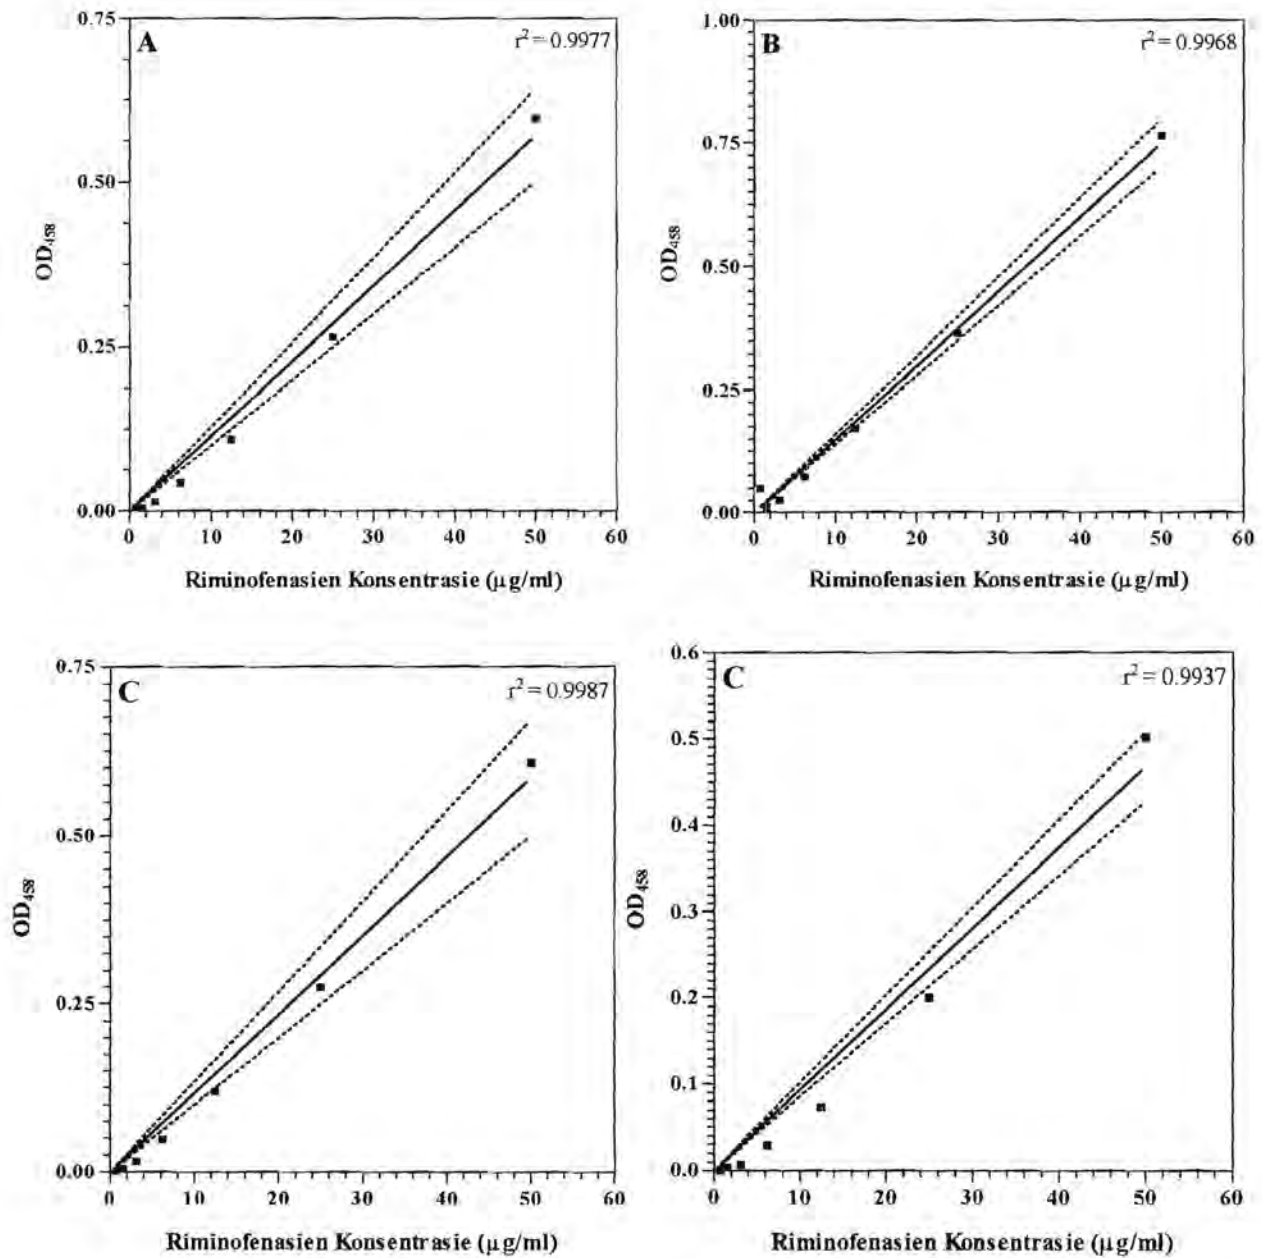 A
r² = 0.9977
0.75
0.50
0.25
0.00
OD₄₅₈
0 10 20 30 40 50 60
Riminofenasien Konsentrasie (µg/ml)
B
r² = 0.9968
1.00
0.75
0.50
0.25
0.00
OD₄₅₈
0 10 20 30 40 50 60
Riminofenasien Konsentrasie (µg/ml)
C
r² = 0.9987
0.75
0.50
0.25
0.00
OD₄₅₈
0 10 20 30 40 50 60
Riminofenasien Konsentrasie (µg/ml)
C
r² = 0.9937
0.6
0.5
0.4
0.3
0.2
0.1
0.0
OD₄₅₈
0 10 20 30 40 50 60
Riminofenasien Konsentrasie (µg/ml)